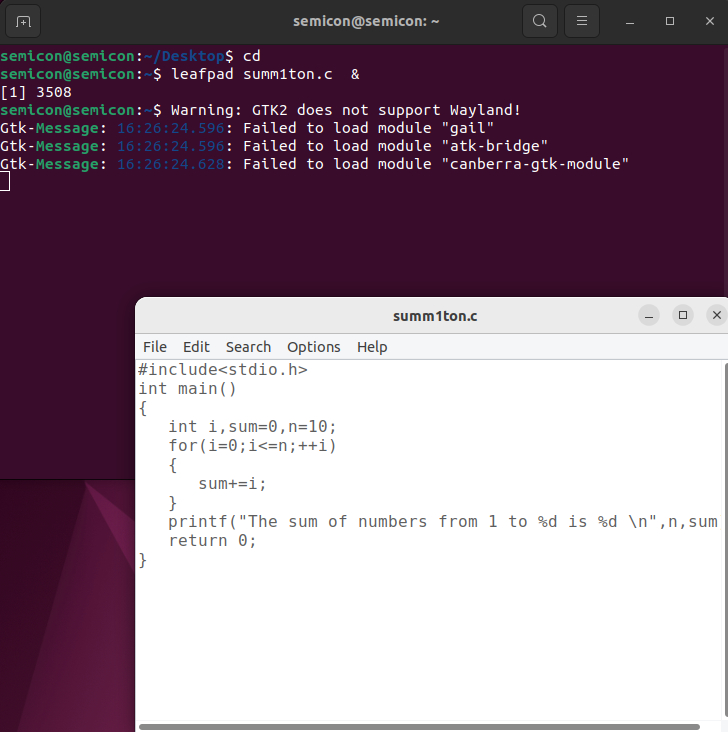 semicon@semicon: ~
semicon@semicon:~/Desktop$ cd
semicon@semicon:~$ leafpad summ1ton.c  &
[1] 3508
semicon@semicon:~$ Warning: GTK2 does not support Wayland!
Gtk-Message: 16:26:24.596: Failed to load module "gail"
Gtk-Message: 16:26:24.596: Failed to load module "atk-bridge"
Gtk-Message: 16:26:24.628: Failed to load module "canberra-gtk-module"
summ1ton.c
File Edit Search Options Help
#include<stdio.h>
int main()
{
   int i,sum=0,n=10;
   for(i=0;i<=n;++i)
   {
      sum+=i;
   }
   printf("The sum of numbers from 1 to %d is %d \n",n,sum
   return 0;
}